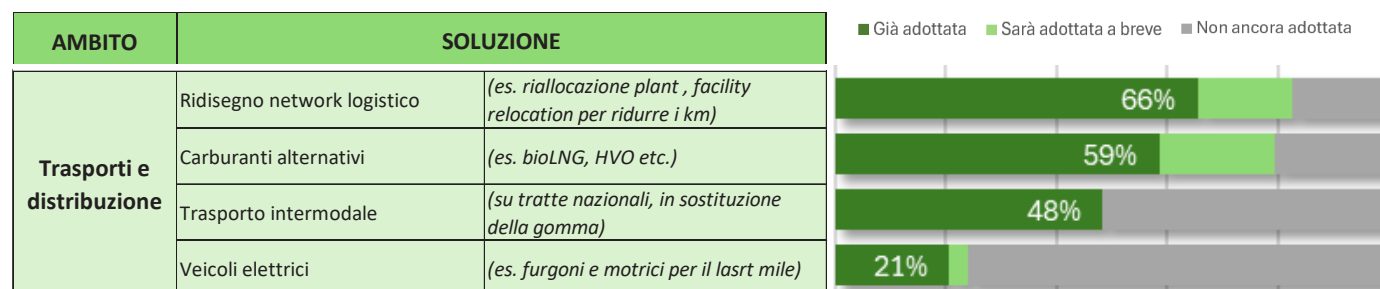 AMBITO SOLUZIONE
Già adottata Sarà adottata a breve Non ancora adottata
Trasporti e
distribuzione
Ridisegno network logistico
(es. riallocazione plant , facility
relocation per ridurre i km)
66%
Carburanti alternativi
(es. bioLNG, HVO etc.)
59%
Trasporto intermodale
(su tratte nazionali, in sostituzione
della gomma)
48%
Veicoli elettrici
(es. furgoni e motrici per il lasrt mile)
21%